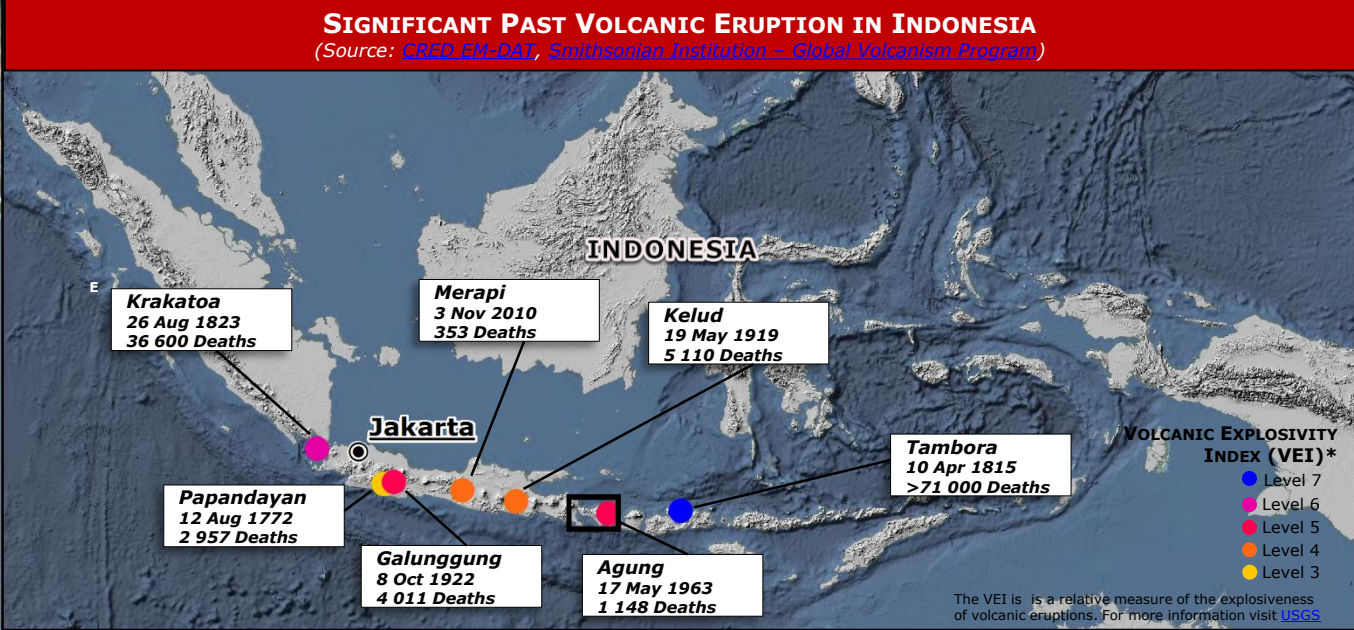 SIGNIFICANT PAST VOLCANIC ERUPTION IN INDONESIA
(Source: CRED EM-DAT, Smithsonian Institution – Global Volcanism Program)
INDONESIA
E
Krakatoa
26 Aug 1823
36 600 Deaths
Merapi
3 Nov 2010
353 Deaths
Kelud
19 May 1919
5 110 Deaths
Jakarta
Tambora
10 Apr 1815
>71 000 Deaths
Papandayan
12 Aug 1772
2 957 Deaths
Galunggung
8 Oct 1922
4 011 Deaths
Agung
17 May 1963
1 148 Deaths
VOLCANIC EXPLOSIVITY
INDEX (VEI)*
Level 7
Level 6
Level 5
Level 4
Level 3
The VEI is is a relative measure of the explosiveness
of volcanic eruptions. For more information visit USGS